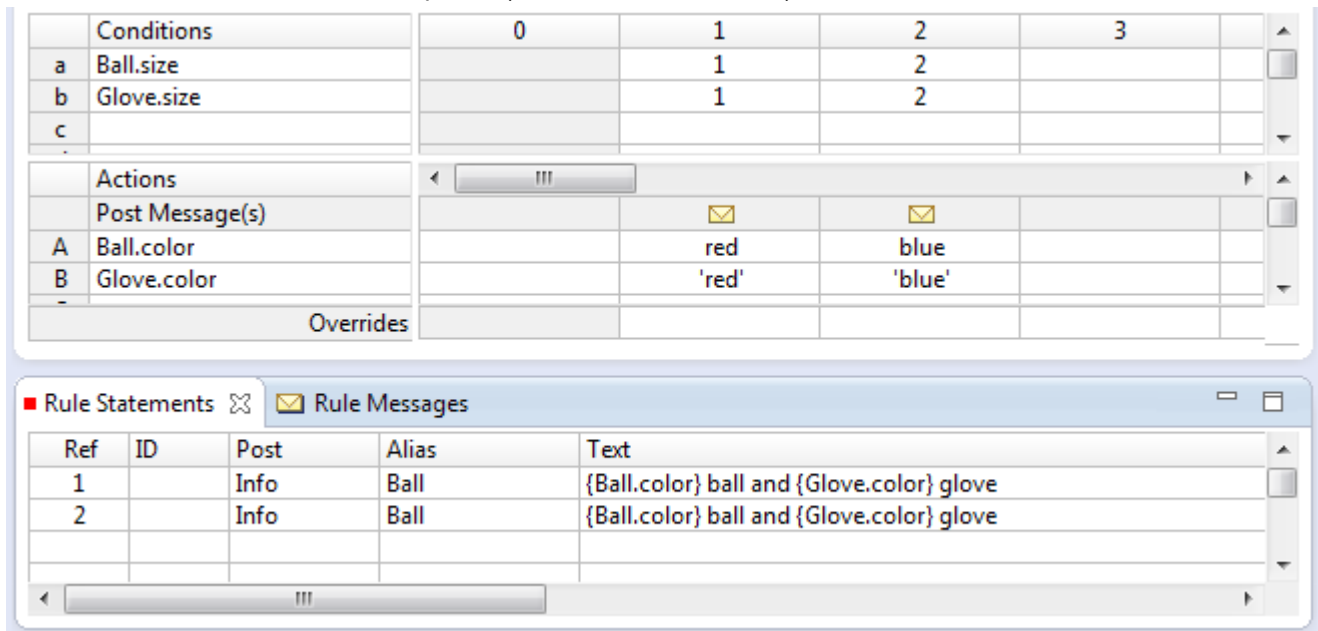 Conditions 0 1 2 3
a Ball.size 1 2
b Glove.size 1 2
c
Actions
Post Message(s)
A Ball.color red blue
B Glove.color 'red' 'blue'
Overrides
Rule Statements Rule Messages
Ref ID Post Alias Text
1 Info Ball {Ball.color} ball and {Glove.color} glove
2 Info Ball {Ball.color} ball and {Glove.color} glove